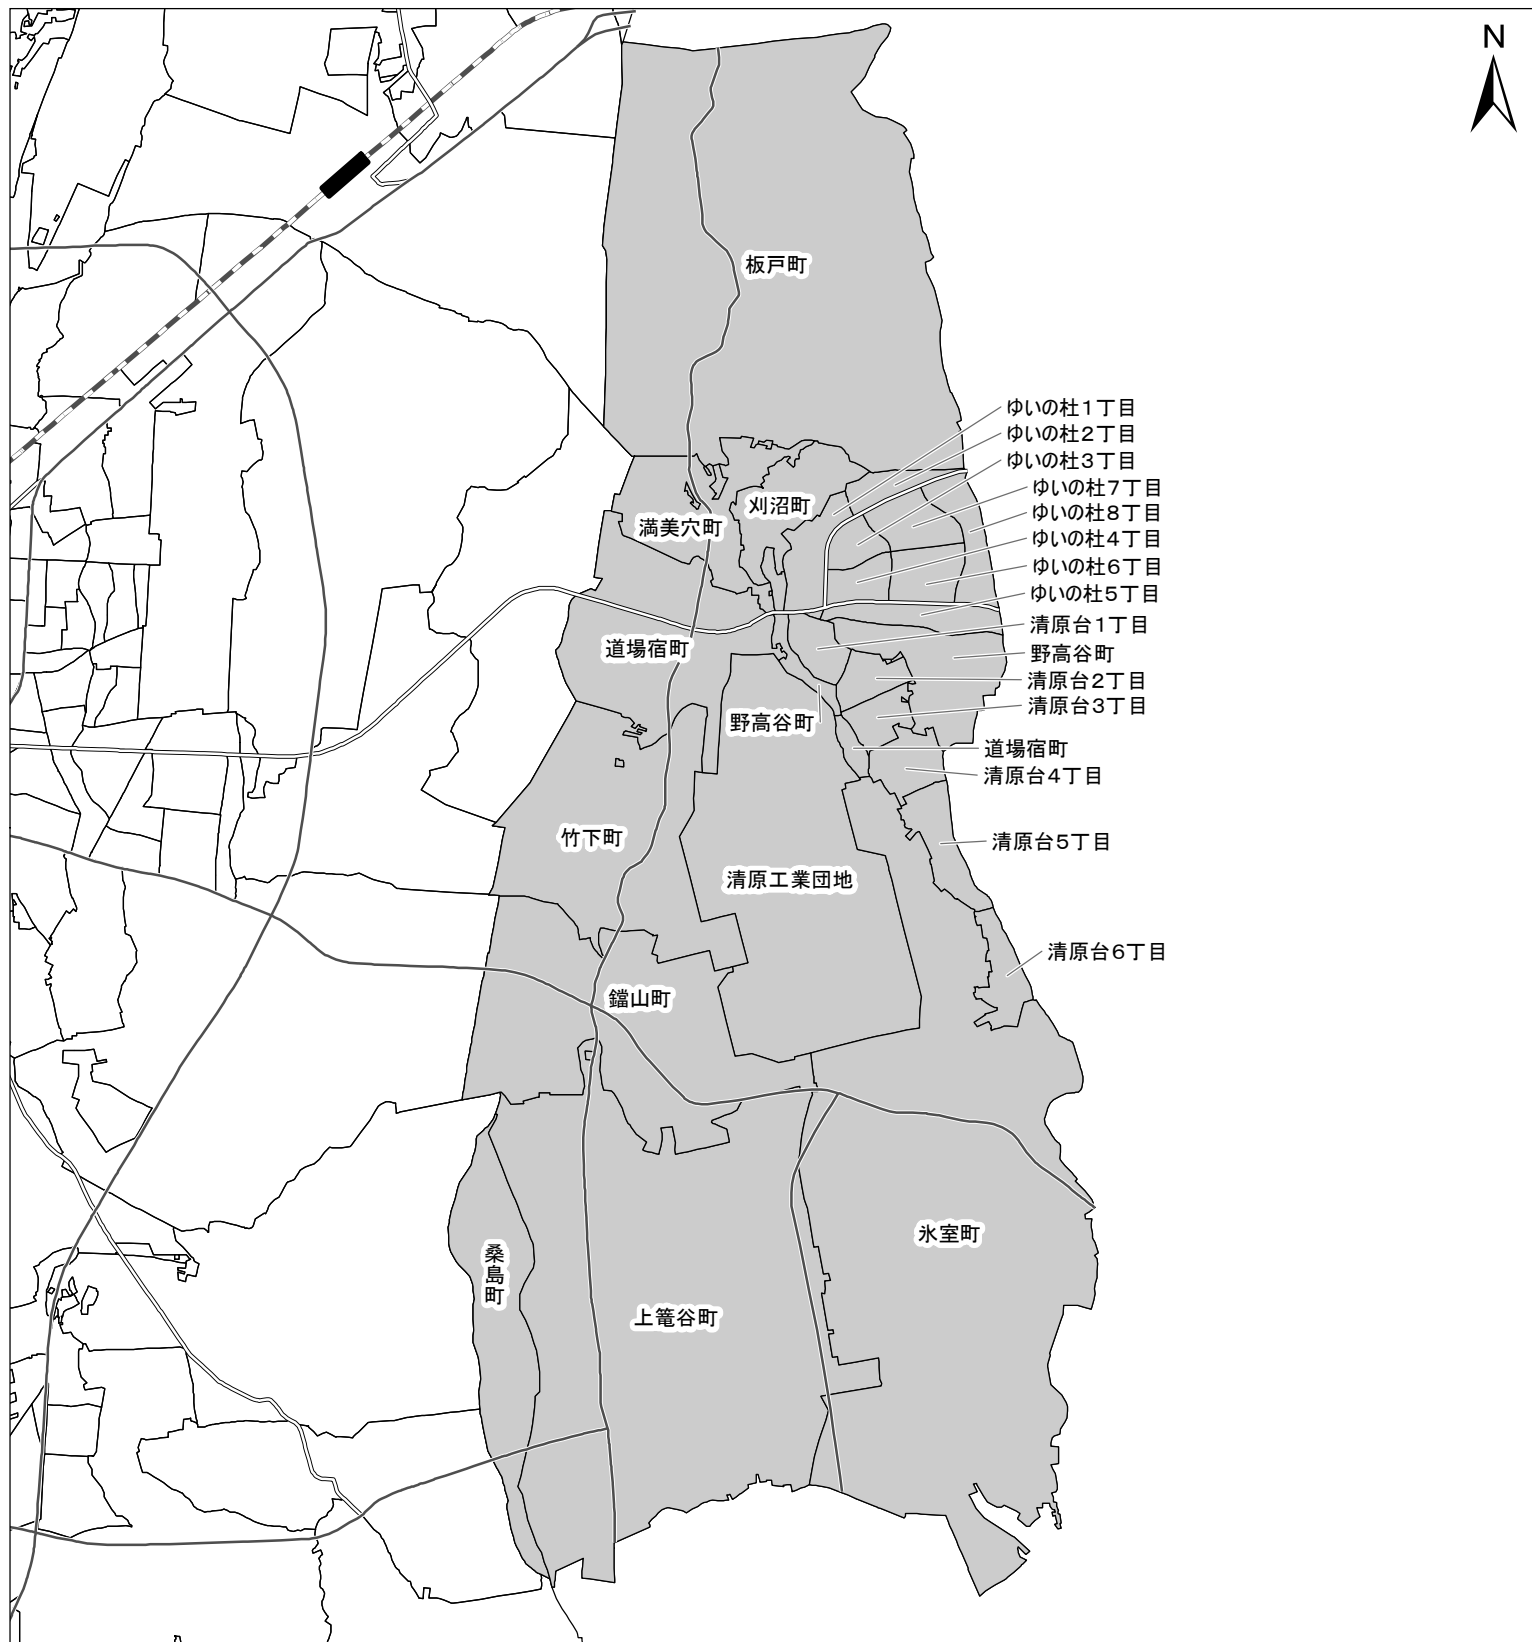 N
板戸町
ゆいの杜1丁目
ゆいの杜2丁目
ゆいの杜3丁目
ゆいの杜7丁目
刈沼町
ゆいの杜8丁目
満美穴町
ゆいの杜4丁目
ゆいの杜6丁目
ゆいの杜5丁目
清原台1丁目
道場宿町
野高谷町
清原台2丁目
清原台3丁目
野高谷町
道場宿町
清原台4丁目
竹下町
清原台5丁目
清原工業団地
清原台6丁目
鐺山町
氷室町
桑島町
上篭谷町